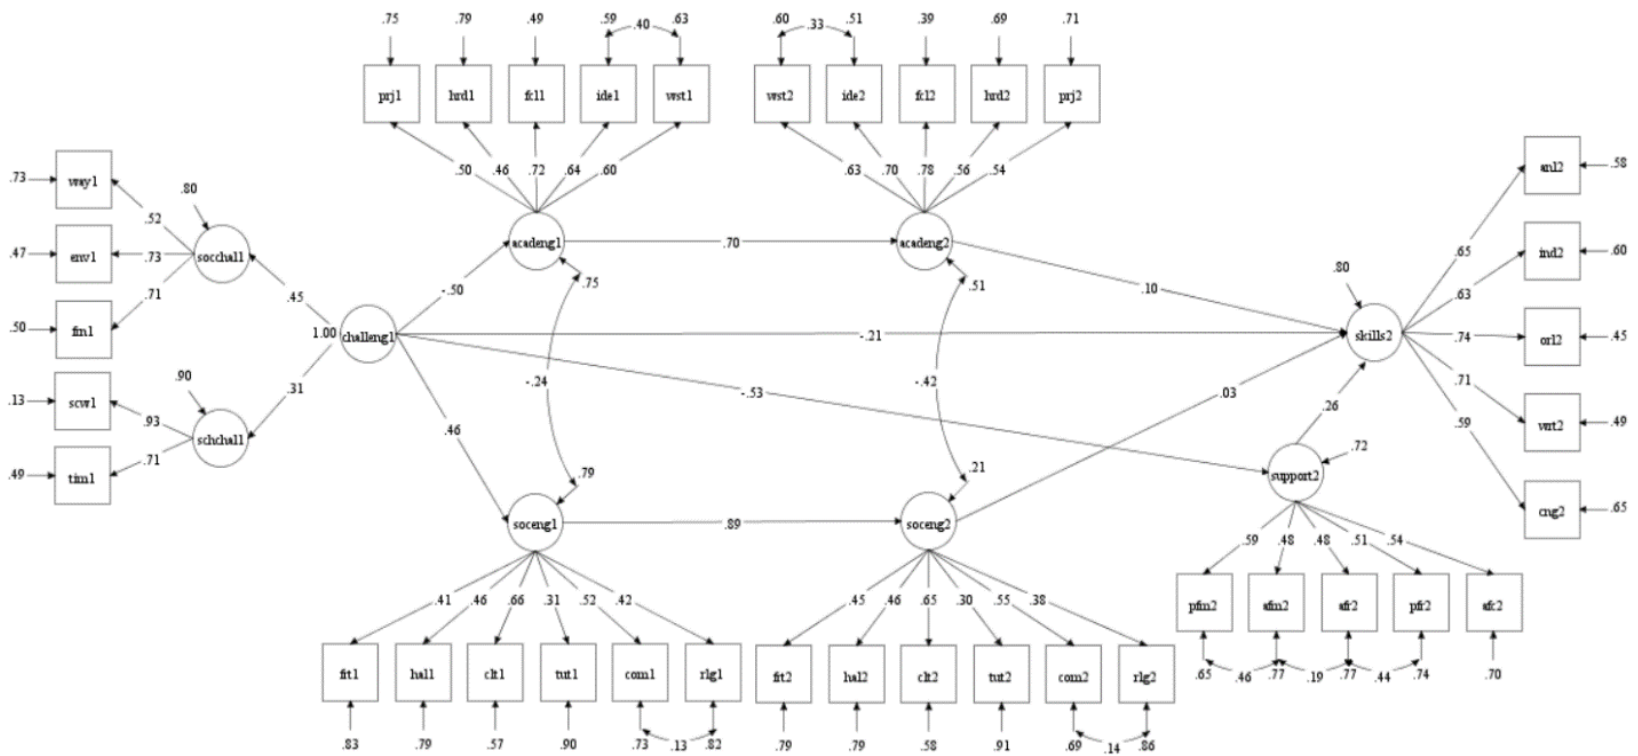 .75 .79 .49 .59 .40 .63 .60 .33 .51 .39 .69 .71
prj1 hrd1 fcl1 ide1 wst1 wst2 ide2 fcl2 hrd2 prj2
.50 .46 .72 .64 .60 .63 .70 .78 .56 .54
.73 way1 .80 anl2 .58
.52 .65
.47 env1 .73 socchal1 acadeng1 .70 acadeng2 ind2 .60
.71 .45 -.50 .75 .51 .10 .80 .63
.50 fin1 1.00 challeng1 -.21 skills2 .74 orl2 .45
.13 scw1 .90 .31 -.24 -.42 -.53 .03 .26 .71
.93 schchal1 .46 .59 wrt2 .49
.49 tim1 .71 .79 .21 support2 .72
soceng1 .89 soceng2 cng2 .65
.59 .48 .48 .51 .54
.41 .46 .66 .31 .52 .42 .45 .46 .65 .30 .55 .38
pfm2 afm2 afr2 pfr2 afc2
frt1 hal1 clt1 tut1 com1 rlg1 frt2 hal2 clt2 tut2 com2 rlg2
.65 .46 .77 .19 .77 .44 .74 .70
.83 .79 .57 .90 .73 .13 .82 .79 .79 .58 .91 .69 .14 .86